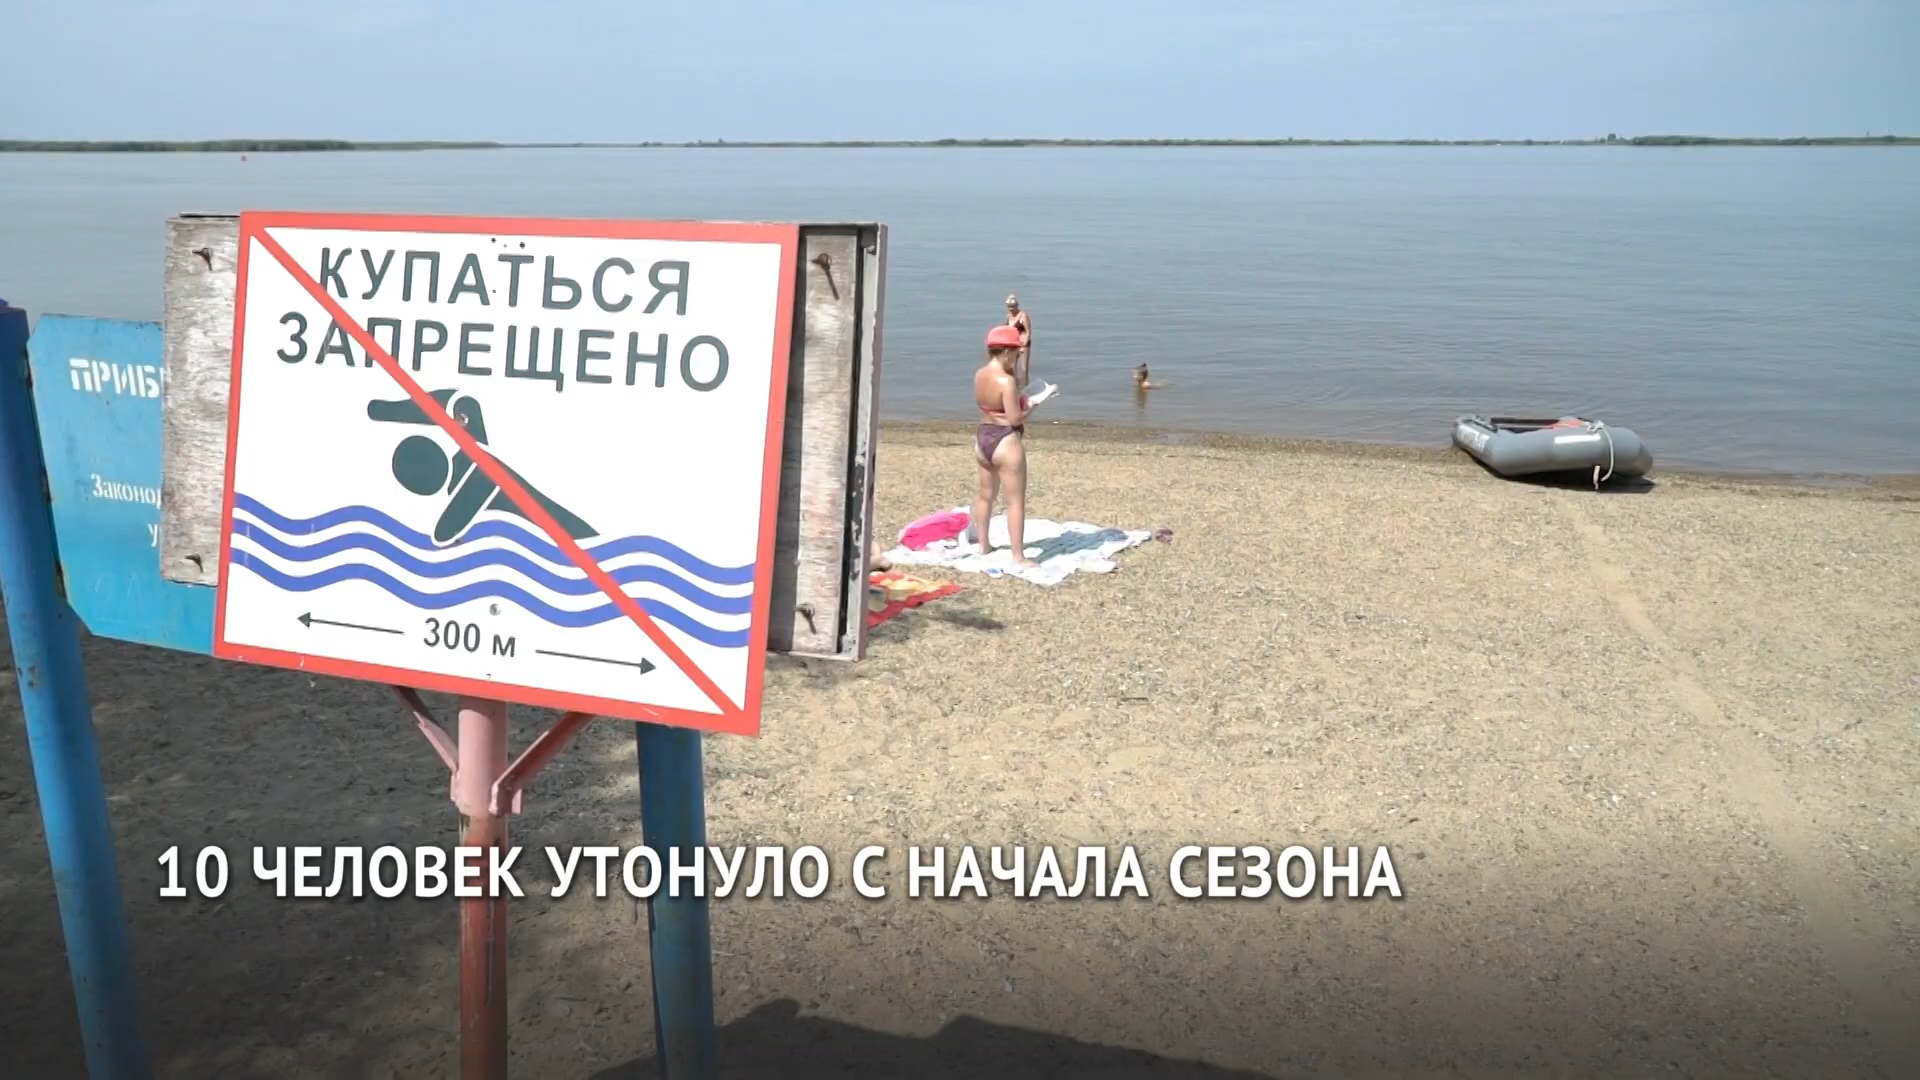 КУПАТЬСЯ
ЗАПРЕЩЕНО
300 м
10 ЧЕЛОВЕК УТОНУЛО С НАЧАЛА СЕЗОНА